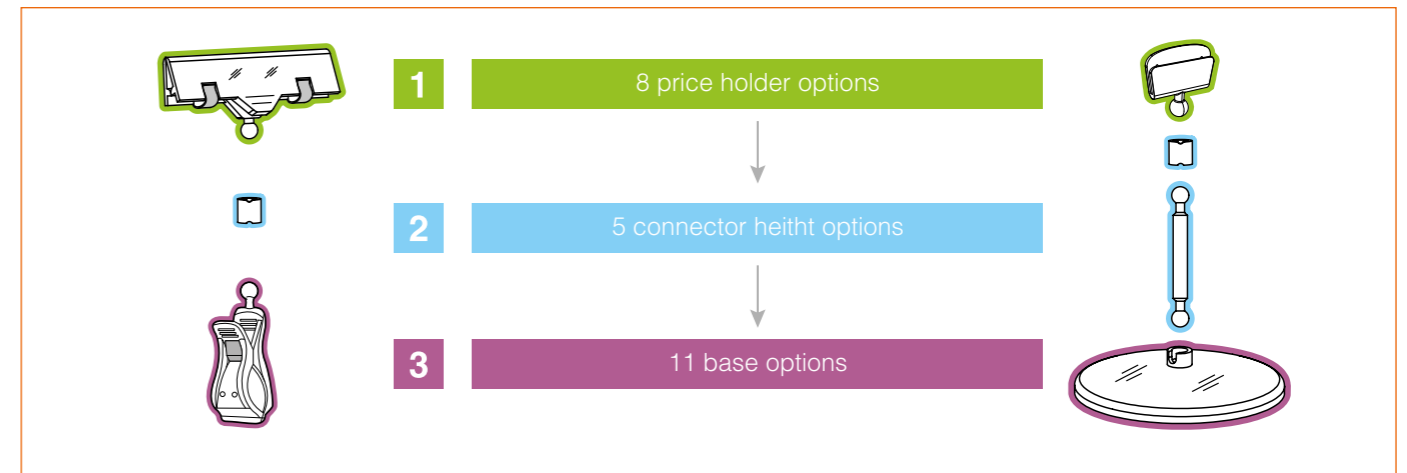 1
8 price holder options
2
5 connector heitht options
3
11 base options